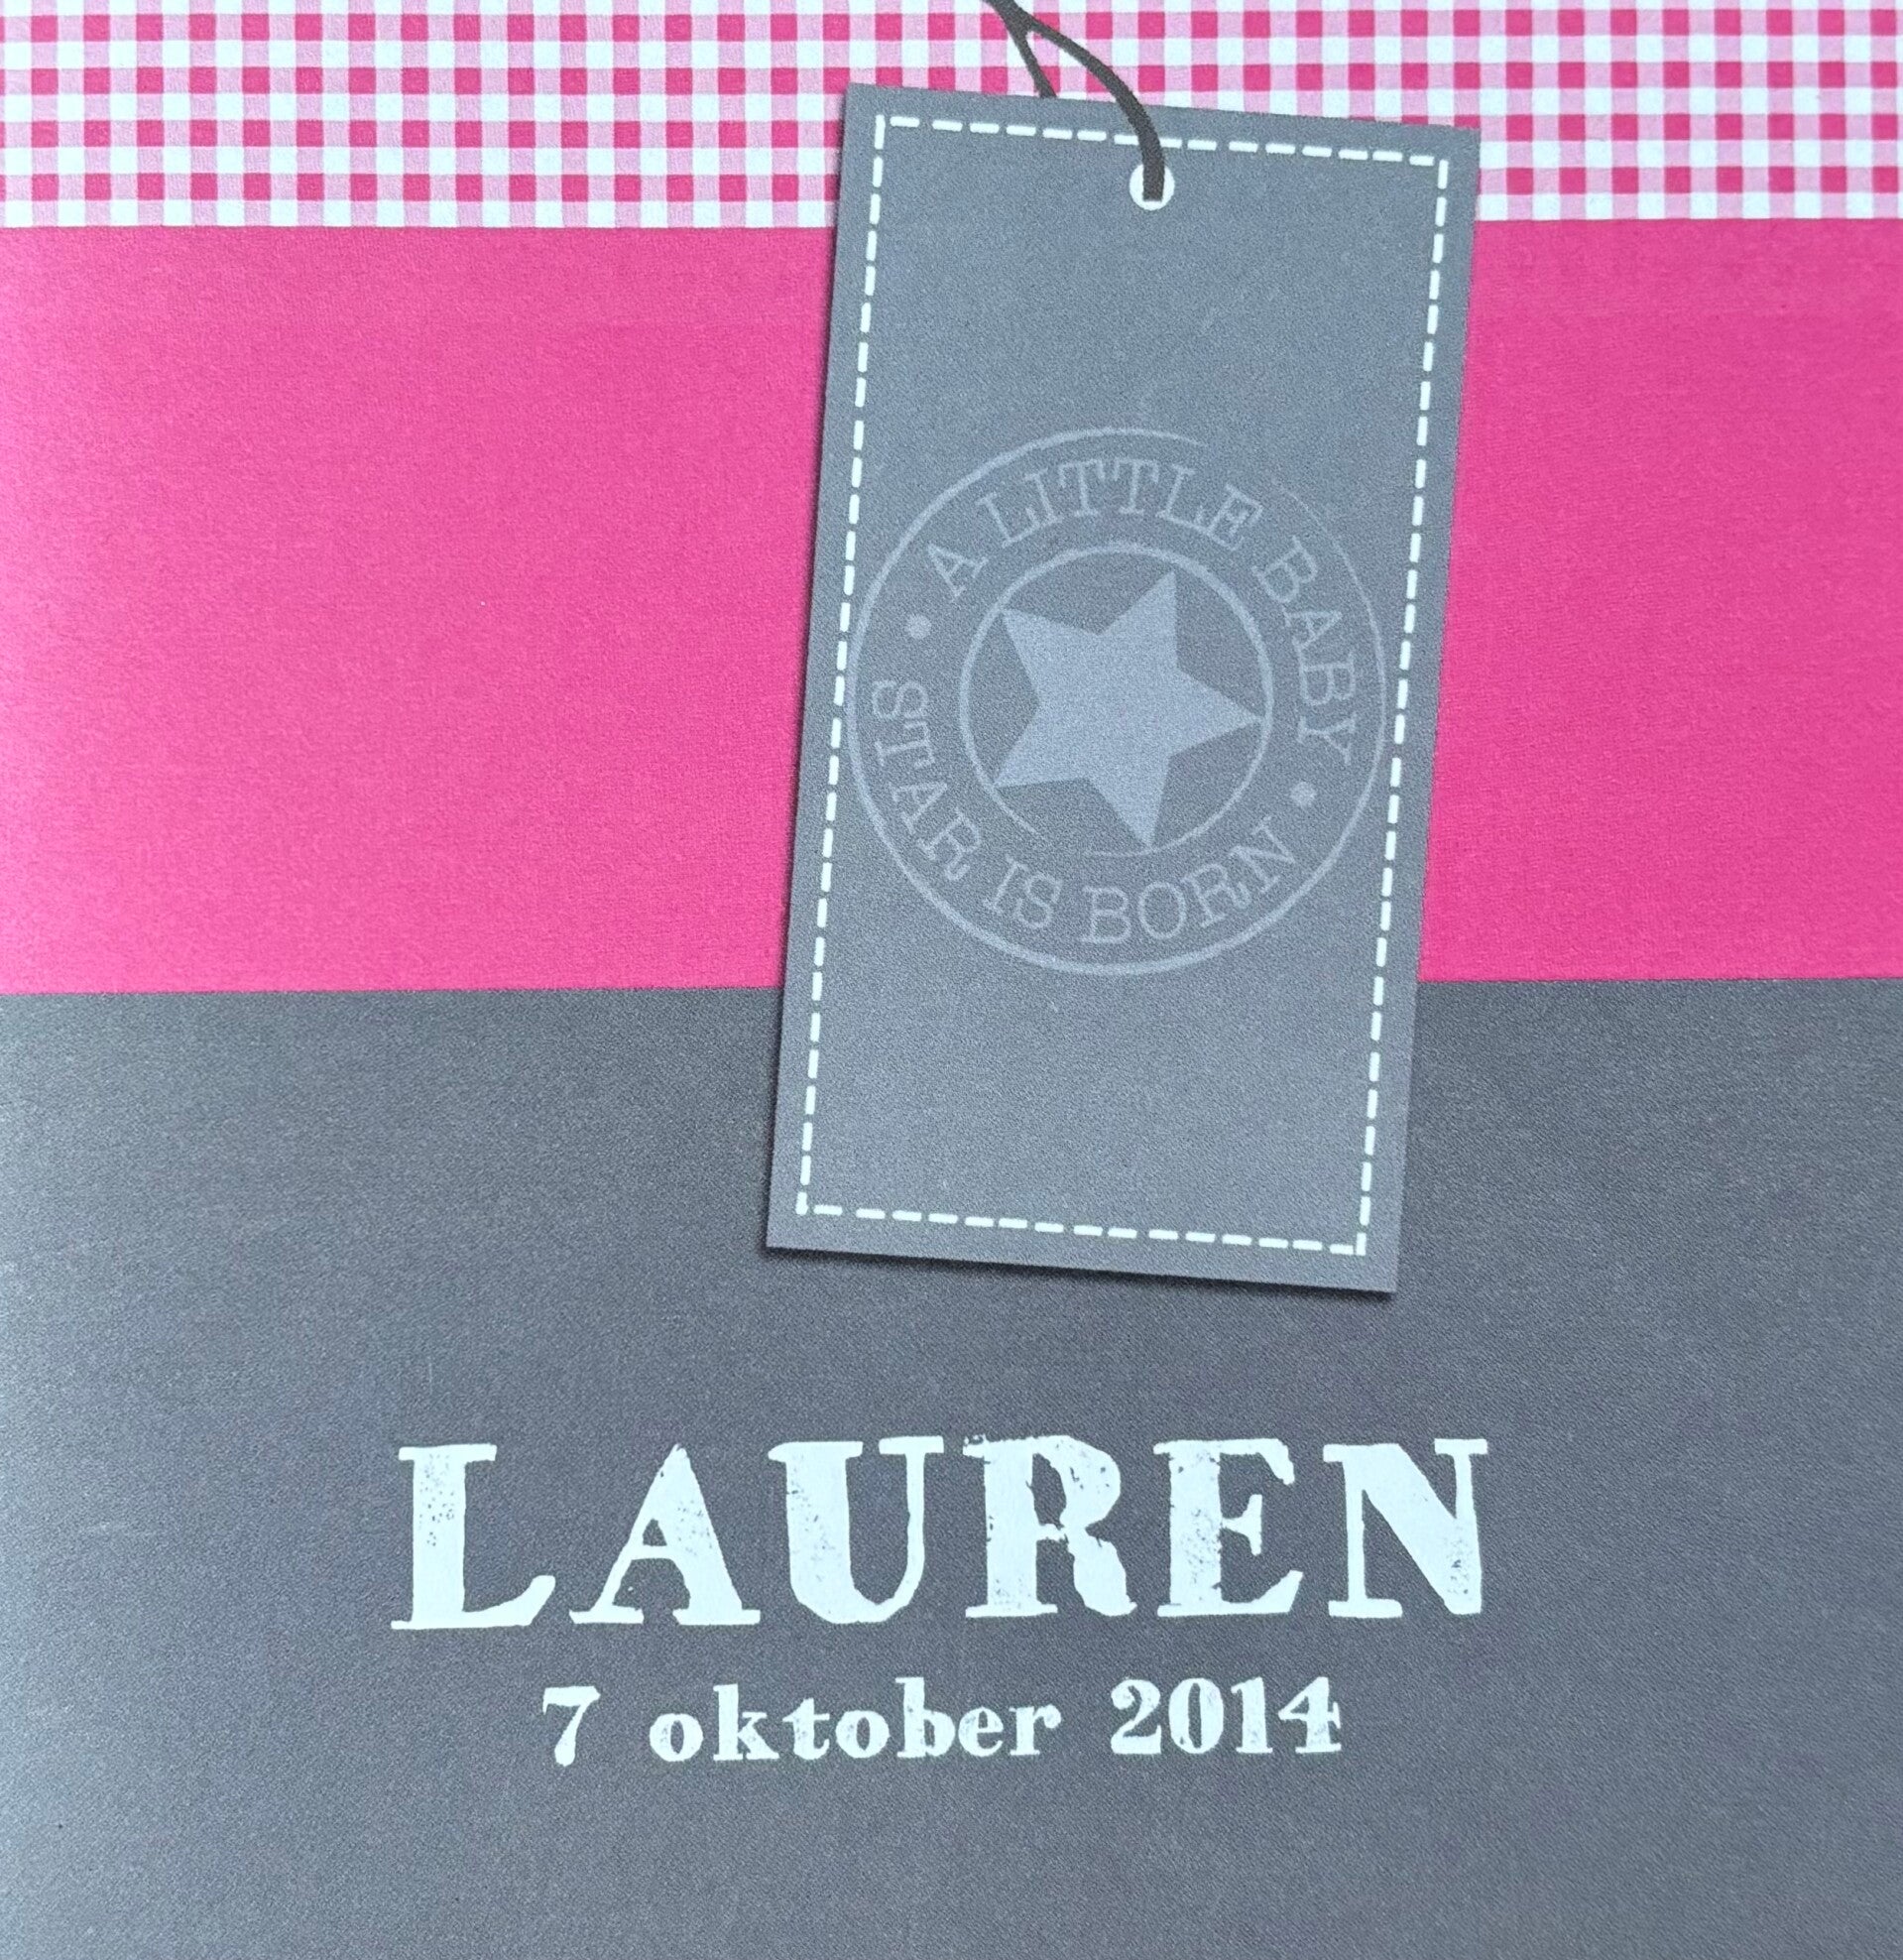 A LITTLE BABY
STAR IS BORN
LAUREN
7 oktober 2014